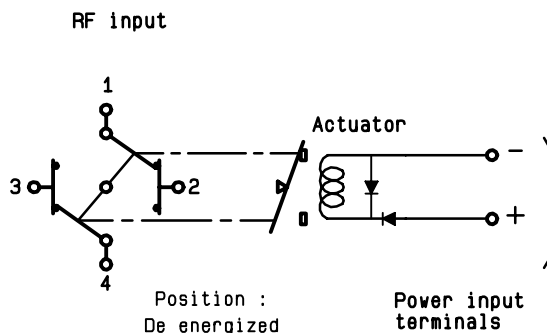 RF input
1
Actuator
-
3
2
+
4
Position :
De energized
Power input
terminals